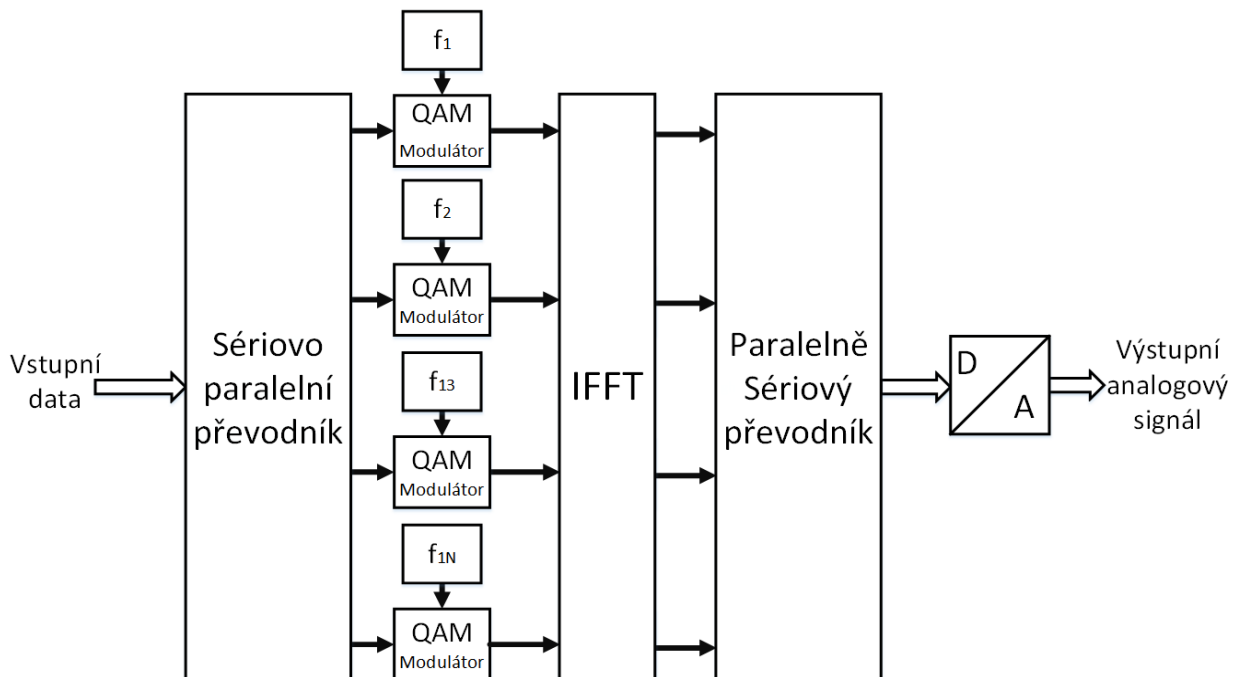 f1
QAM
Modulátor
f2
QAM
Modulátor
f13
QAM
Modulátor
f1N
QAM
Modulátor
Vstupní
data
Sériovo
paralelní
převodník
IFFT
Paralelně
Sériový
převodník
D
A
Výstupní
analogový
signál